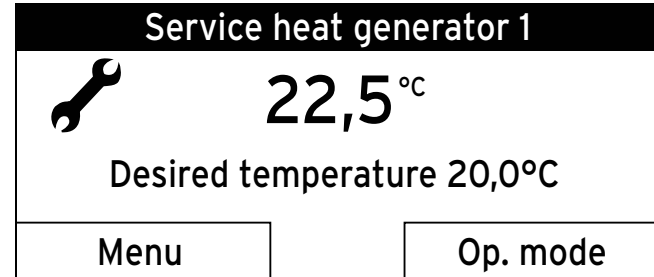 Service heat generator 1
22,5°C
Desired temperature 20,0°C
Menu Op. mode